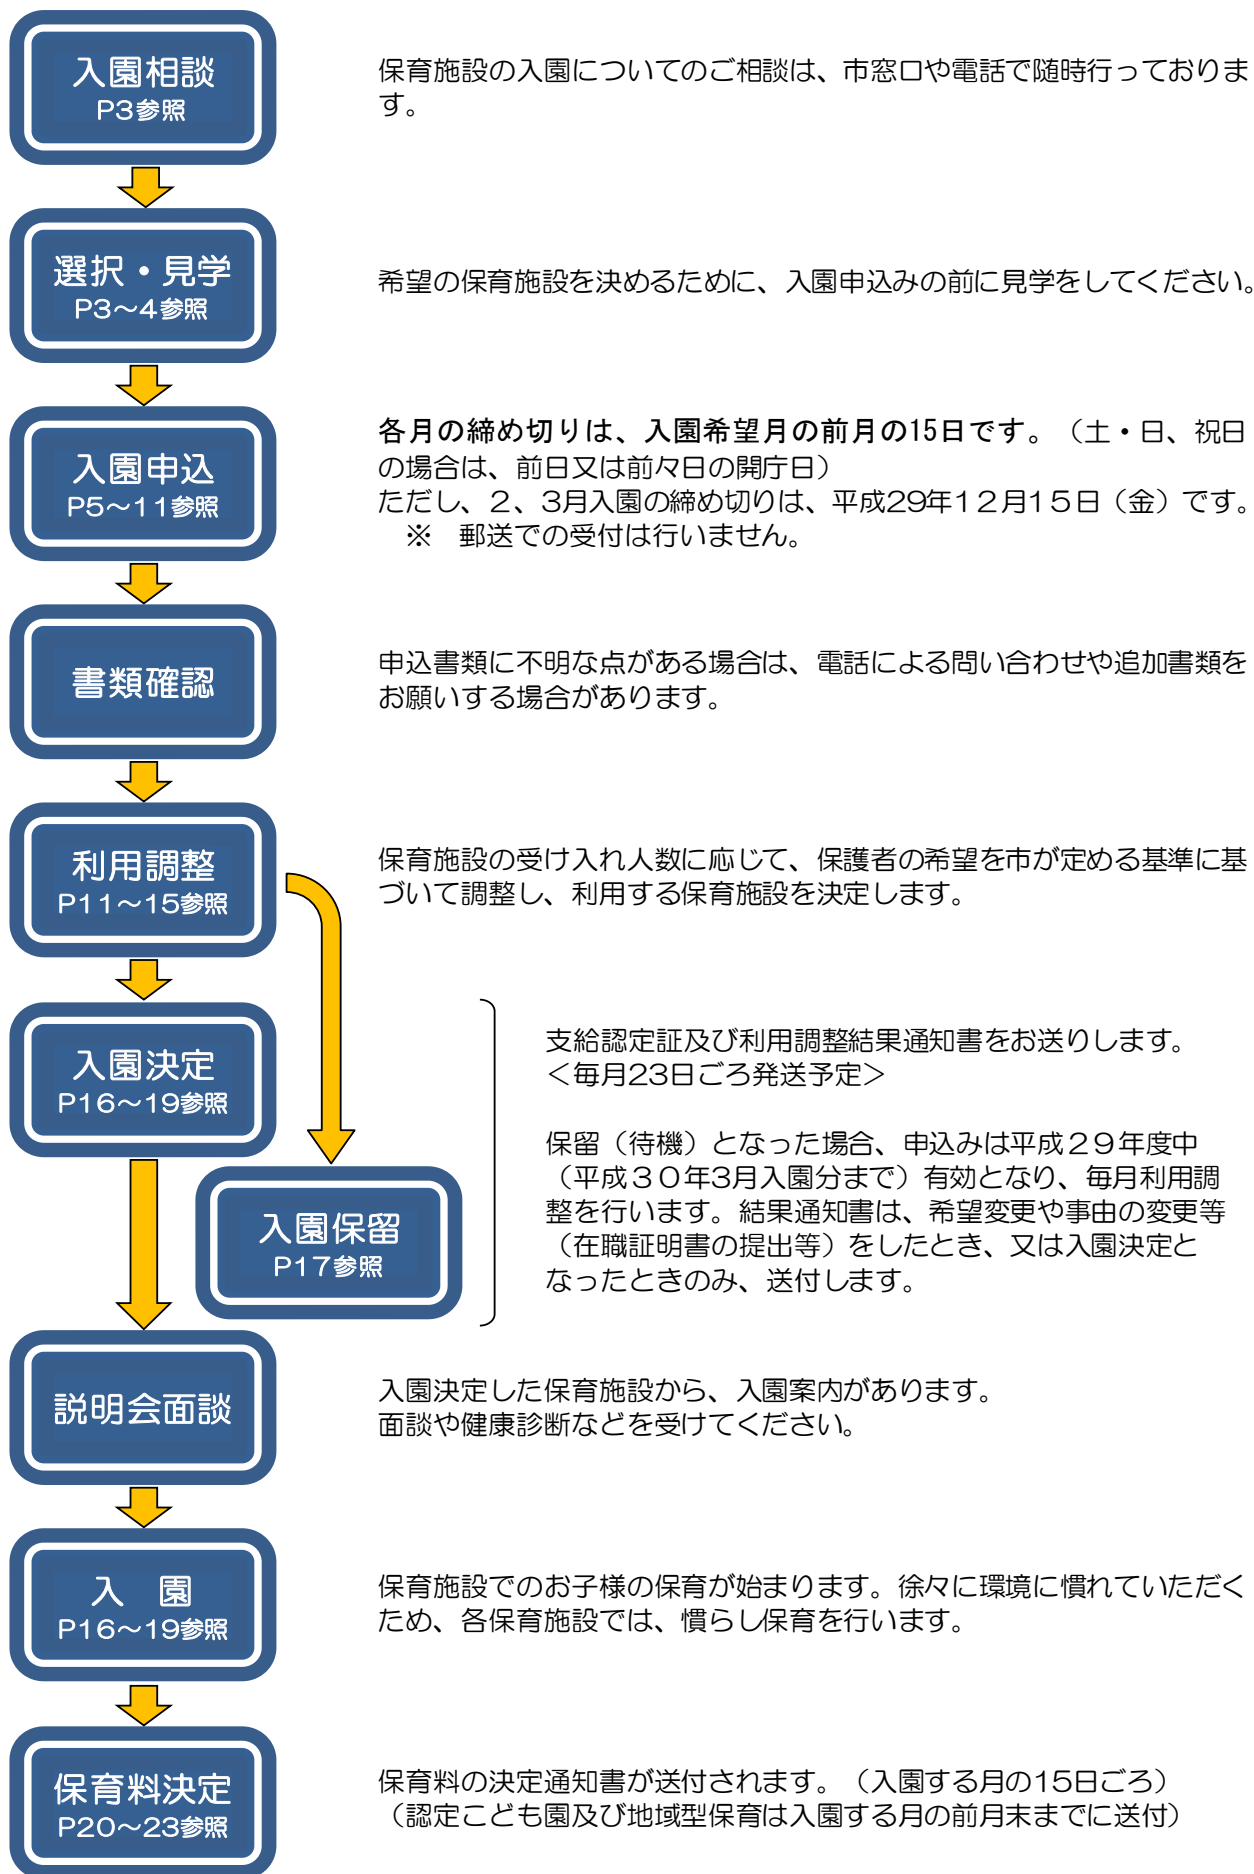 入園相談
P3参照
保育施設の入園についてのご相談は、市窓口や電話で随時行っておりま
す。
選択・見学
P3～4参照
希望の保育施設を決めるために、入園申込みの前に見学をしてください。
入園申込
P5～11参照
各月の締め切りは、入園希望月の前月の15日です。（土・日、祝日
の場合は、前日又は前々日の開庁日）
ただし、２、3月入園の締め切りは、平成29年１２月１５日（金）です。
※　郵送での受付は行いません。
書類確認
申込書類に不明な点がある場合は、電話による問い合わせや追加書類を
お願いする場合があります。
利用調整
P11～15参照
保育施設の受け入れ人数に応じて、保護者の希望を市が定める基準に基
づいて調整し、利用する保育施設を決定します。
入園決定
P16～19参照
支給認定証及び利用調整結果通知書をお送りします。
＜毎月23日ごろ発送予定＞
保留（待機）となった場合、申込みは平成２９年度中
（平成３０年3月入園分まで）有効となり、毎月利用調
整を行います。結果通知書は、希望変更や事由の変更等
（在職証明書の提出等）をしたとき、又は入園決定と
なったときのみ、送付します。
入園保留
P17参照
説明会面談
入園決定した保育施設から、入園案内があります。
面談や健康診断などを受けてください。
入　園
P16～19参照
保育施設でのお子様の保育が始まります。徐々に環境に慣れていただく
ため、各保育施設では、慣らし保育を行います。
保育料決定
P20～23参照
保育料の決定通知書が送付されます。（入園する月の15日ごろ）
（認定こども園及び地域型保育は入園する月の前月末までに送付）